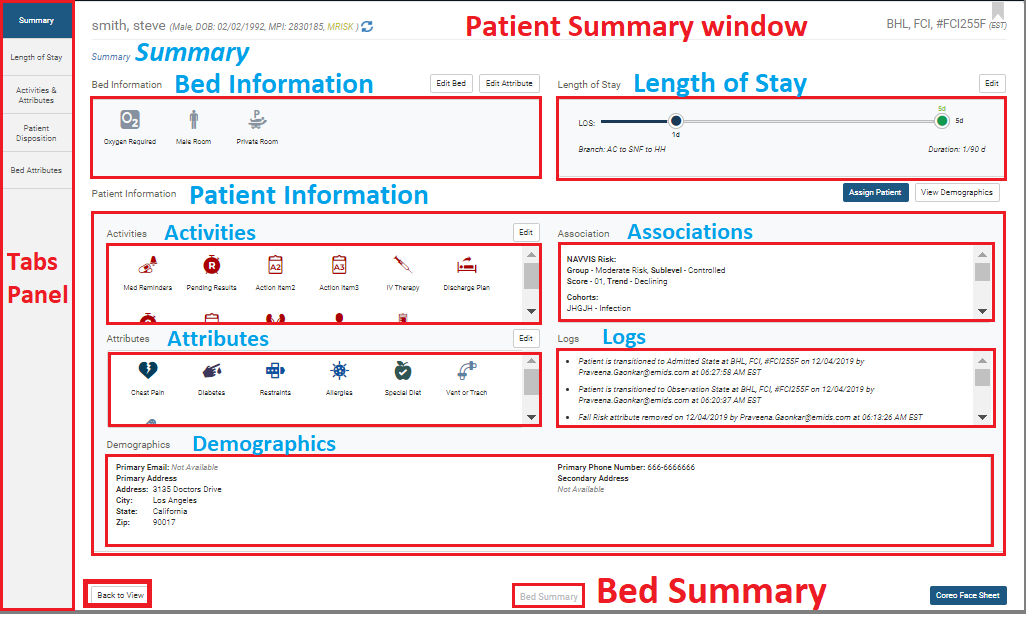 Summary
Length of Stay
Activities &
Attributes
Patient
Disposition
Bed Attributes
Tabs
Panel
smith, steve (Male, DOB: 02/02/1992, MPI: 2830185, MRISK )
Patient Summary window
BHL, FCI, #FCI255F (EST)
Summary Summary
Bed Information Bed Information
Edit Bed Edit Attribute
O2
Oxygen Required Male Room Private Room
Length of Stay Length of Stay
Edit
LOS:
5d
5d
1d
Branch: AC to SNF to HH Duration: 1/90 d
Patient Information Patient Information
Assign Patient View Demographics
Activities Activities
Edit
R A2 A3
Med Reminders Pending Results Action Item2 Action Item3 IV Therapy Discharge Plan
Association Associations
NAVVIS Risk:
Group - Moderate Risk, Sublevel - Controlled
Score - 01, Trend - Declining
Cohorts:
JHGJH - Infection
Attributes Attributes
Edit
Chest Pain Diabetes Restraints Allergies Special Diet Vent or Trach
Logs Logs
• Patient is transitioned to Admitted State at BHL, FCI, #FCI255F on 12/04/2019 by
Praveena.Gaonkar@emids.com at 06:27:58 AM EST
• Patient is transitioned to Observation State at BHL, FCI, #FCI255F on 12/04/2019 by
Praveena.Gaonkar@emids.com at 06:20:37 AM EST
• Fall Risk attribute removed on 12/04/2019 by Praveena.Gaonkar@emids.com at 06:13:26 AM EST
Demographics Demographics
Primary Email: Not Available
Primary Address
Address: 3135 Doctors Drive
City: Los Angeles
State: California
Zip: 90017
Primary Phone Number: 666-6666666
Secondary Address
Not Available
Back to View
Bed Summary Bed Summary
Coreo Face Sheet